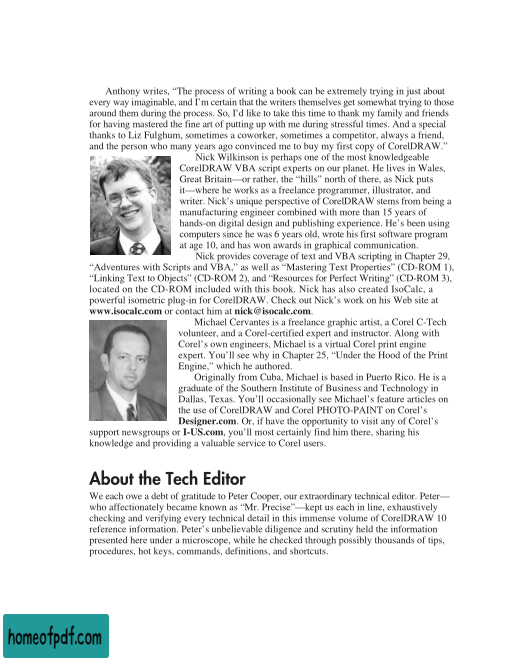 Anthony writes, “The process of writing a book can be extremely trying in just about
every way imaginable, and I’m certain that the writers themselves get somewhat trying to those
around them during the process. So, I’d like to take this time to thank my family and friends
for having mastered the fine art of putting up with me during stressful times. And a special
thanks to Liz Fulghum, sometimes a coworker, sometimes a competitor, always a friend,
and the person who many years ago convinced me to buy my first copy of CorelDRAW.”
Nick Wilkinson is perhaps one of the most knowledgeable
CorelDRAW VBA script experts on our planet. He lives in Wales,
Great Britain—or rather, the “hills” north of there, as Nick puts
it—where he works as a freelance programmer, illustrator, and
writer. Nick’s unique perspective of CorelDRAW stems from being a
manufacturing engineer combined with more than 15 years of
hands-on digital design and publishing experience. He’s been using
computers since he was 6 years old, wrote his first software program
at age 10, and has won awards in graphical communication.
Nick provides coverage of text and VBA scripting in Chapter 29,
“Adventures with Scripts and VBA,” as well as “Mastering Text Properties” (CD-ROM 1),
“Linking Text to Objects” (CD-ROM 2), and “Resources for Perfect Writing” (CD-ROM 3),
located on the CD-ROM included with this book. Nick has also created IsoCalc, a
powerful isometric plug-in for CorelDRAW. Check out Nick’s work on his Web site at
www.isocalc.com or contact him at nick@isocalc.com.
Michael Cervantes is a freelance graphic artist, a Corel C-Tech
volunteer, and a Corel-certified expert and instructor. Along with
Corel’s own engineers, Michael is a virtual Corel print engine
expert. You’ll see why in Chapter 25, “Under the Hood of the Print
Engine,” which he authored.
Originally from Cuba, Michael is based in Puerto Rico. He is a
graduate of the Southern Institute of Business and Technology in
Dallas, Texas. You’ll occasionally see Michael’s feature articles on
the use of CorelDRAW and Corel PHOTO-PAINT on Corel’s
Designer.com. Or, if have the opportunity to visit any of Corel’s
support newsgroups or I-US.com, you’ll most certainly find him there, sharing his
knowledge and providing a valuable service to Corel users.
About the Tech Editor
We each owe a debt of gratitude to Peter Cooper, our extraordinary technical editor. Peter—
who affectionately became known as “Mr. Precise”—kept us each in line, exhaustively
checking and verifying every technical detail in this immense volume of CorelDRAW 10
reference information. Peter’s unbelievable diligence and scrutiny held the information
presented here under a microscope, while he checked through possibly thousands of tips,
procedures, hot keys, commands, definitions, and shortcuts.
homeofpdf.com